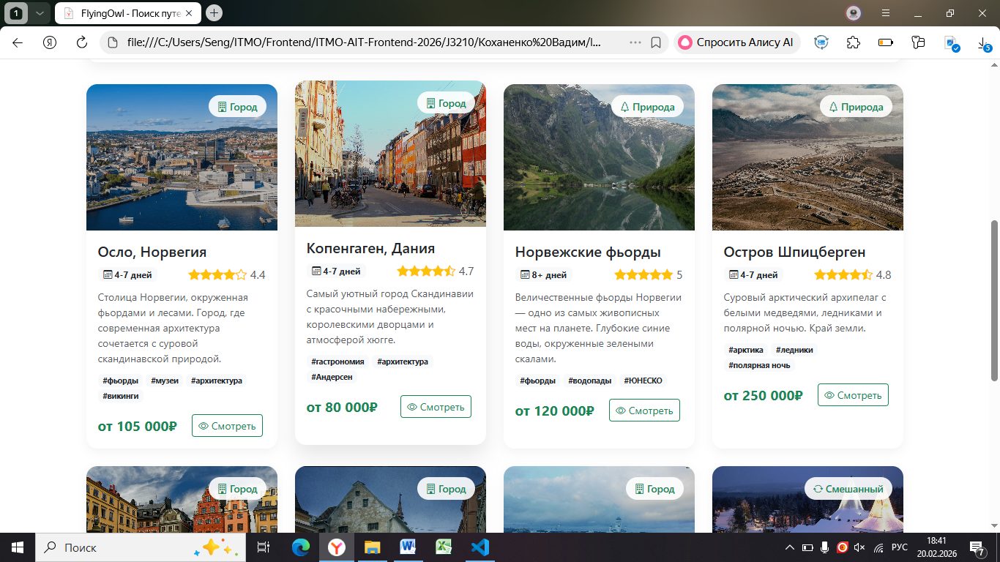 1
FlyingOwl - Поиск путе
file:///C:/Users/Seng/ITMO/Frontend/ITMO-AIT-Frontend-2026/J3210/Коханенко%20Вадим/l...
Спросить Алису AI
5
Город
Осло, Норвегия
4-7 дней
4.4
Столица Норвегии, окруженная
фьордами и лесами. Город, где
современная архитектура
сочетается с суровой
скандинавской природой.
#фьорды #музеи #архитектура
#викинги
от 105 000₽
Смотреть
Город
Копенгаген, Дания
4-7 дней
4.7
Самый уютный город Скандинавии
с красочными набережными,
королевскими дворцами и
атмосферой хюгге.
#гастрономия #архитектура
#Андерсен
от 80 000₽
Смотреть
Природа
Норвежские фьорды
8+ дней
5
Величественные фьорды Норвегии
— одно из самых живописных
мест на планете. Глубокие синие
воды, окруженные зелеными
скалами.
#фьорды #водопады #ЮНЕСКО
от 120 000₽
Смотреть
Природа
Остров Шпицберген
4-7 дней
4.8
Суровый арктический архипелаг с
белыми медведями, ледниками и
полярной ночью. Край земли.
#арктика #ледники
#полярная ночь
от 250 000₽
Смотреть
Город
Город
Город
Смешанный
Поиск
РУС
18:41
20.02.2026
7